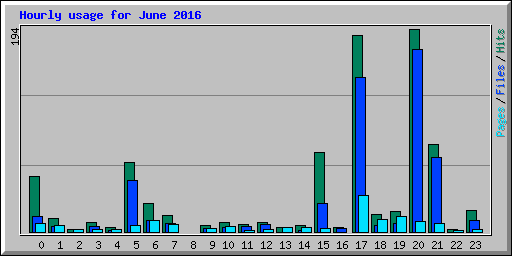 Hourly usage for June 2016
194
Pages/Files/Hits
0 1 2 3 4 5 6 7 8 9 10 11 12 13 14 15 16 17 18 19 20 21 22 23